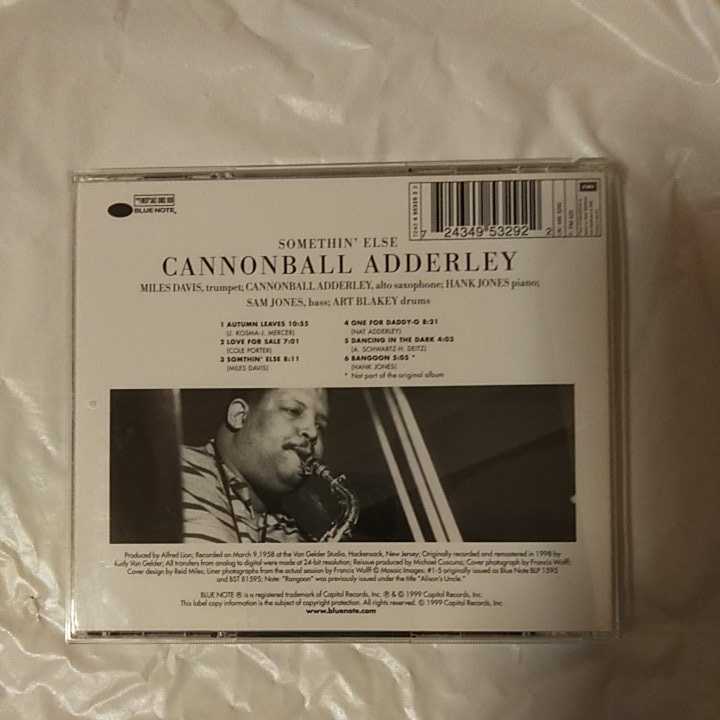 BLUE NOTE
7243 4 95329 2 2
EMI
7 24349 53292 2
SOMETHIN' ELSE
CANNONBALL ADDERLEY
MILES DAVIS, trumpet; CANNONBALL ADDERLEY, alto saxophone; HANK JONES piano;
SAM JONES, bass; ART BLAKEY drums
1 AUTUMN LEAVES 10:55
(J. KOSMA-J. MERCER)
2 LOVE FOR SALE 7:01
(COLE PORTER)
3 SOMTHIN' ELSE 8:11
(MILES DAVIS)
4 ONE FOR DADDY-O 8:21
(NAT ADDERLEY)
5 DANCING IN THE DARK 4:03
(A. SCHWARTZ-H. DEITZ)
6 BANGOON 5:05 *
(HANK JONES)
* Not part of the original album
Produced by Alfred Lion; Recorded on March 9, 1958 at the Van Gelder Studio, Hackensack, New Jersey; Originally recorded and remastered in 1998 by
Rudy Van Gelder; All transfers from analog to digital were made at 24-bit resolution; Reissue produced by Michael Cuscuna; Cover photograph by Francis Wolff;
Cover design by Reid Miles; Liner photographs from the actual session by Francis Wolff © Mosaic Images. #1-5 originally issued as Blue Note BLP 1595
and BST 81595; Note: "Bangoon" was previously issued under the title "Alison's Uncle."
BLUE NOTE ® is a registered trademark of Capitol Records, Inc. ℗ & © 1999 Capitol Records, Inc.
This label copy information is the subject of copyright protection. All rights reserved. © 1999 Capitol Records, Inc.
www.bluenote.com